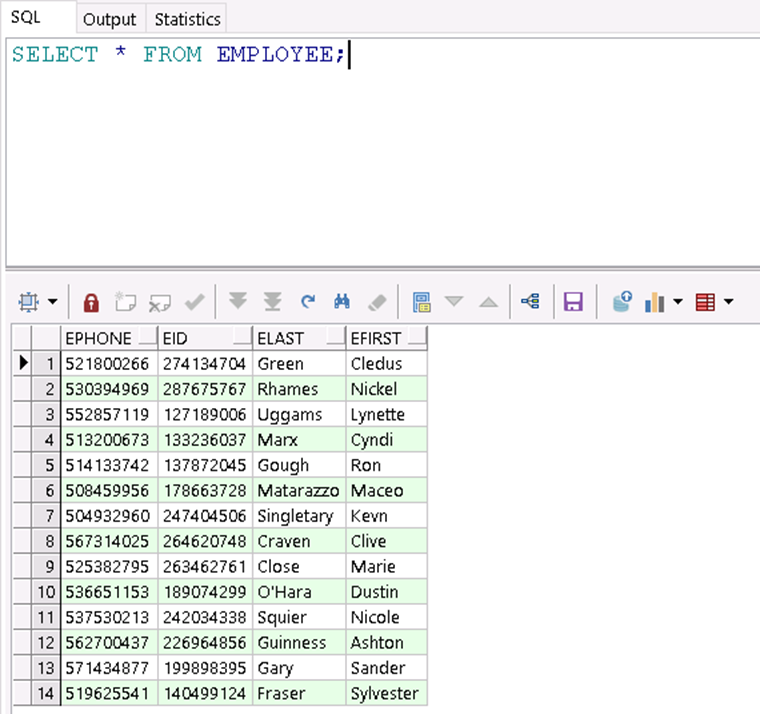 SQL Output Statistics
SELECT * FROM EMPLOYEE;
EPHONE EID ELAST EFIRST
1 521800266 274134704 Green Cledus
2 530394969 287675767 Rhames Nickel
3 552857119 127189006 Uggams Lynette
4 513200673 133236037 Marx Cyndi
5 514133742 137872045 Gough Ron
6 508459956 178663728 Matarazzo Maceo
7 504932960 247404506 Singletary Kevn
8 567314025 264620748 Craven Clive
9 525382795 263462761 Close Marie
10 536651153 189074299 O'Hara Dustin
11 537530213 242034338 Squier Nicole
12 562700437 226964856 Guinness Ashton
13 571434877 199898395 Gary Sander
14 519625541 140499124 Fraser Sylvester